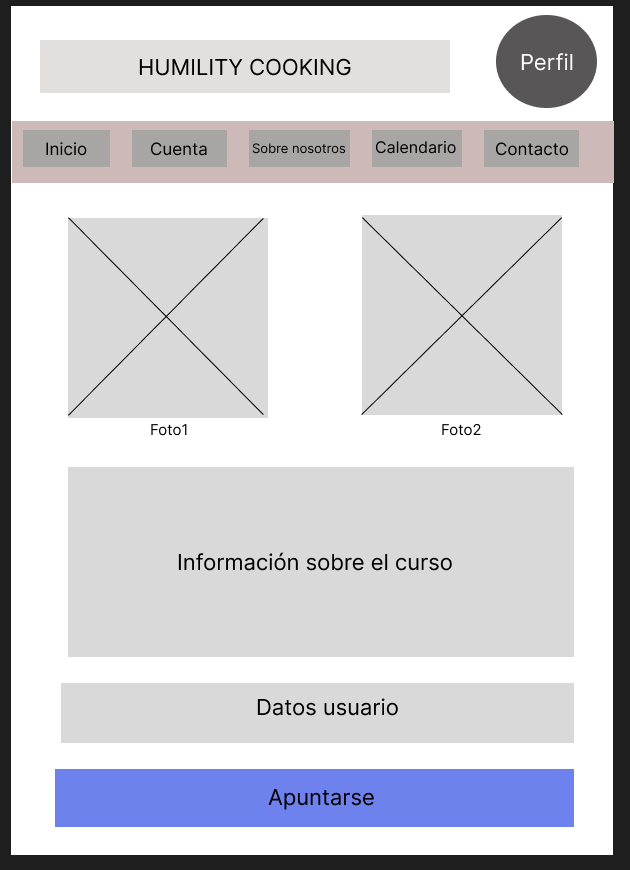 HUMILITY COOKING
Perfil
Inicio
Cuenta
Sobre nosotros
Calendario
Contacto
Foto1
Foto2
Información sobre el curso
Datos usuario
Apuntarse